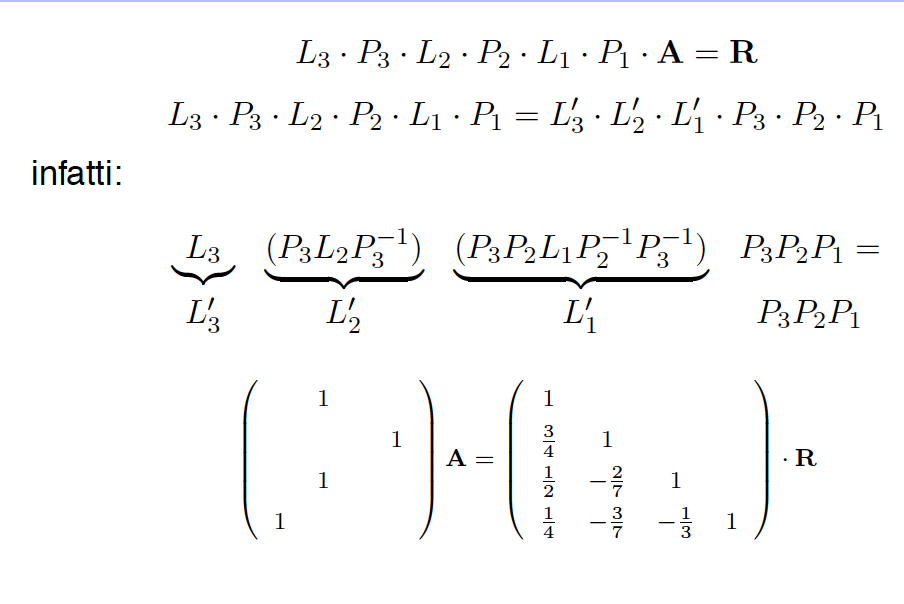 L₃ · P₃ · L₂ · P₂ · L₁ · P₁ · A = R
L₃ · P₃ · L₂ · P₂ · L₁ · P₁ = L′₃ · L′₂ · L′₁ · P₃ · P₂ · P₁
infatti:
L₃ (P₃L₂P₃⁻¹) (P₃P₂L₁P₂⁻¹P₃⁻¹) P₃P₂P₁ =
L′₃ L′₂ L′₁ P₃P₂P₁
( 1 ) ( 1 )
( 1 ) ( 3/4 1 )
A = · R
( 1 ) ( 1/2 −2/7 1 )
( 1 ) ( 1/4 −3/7 −1/3 1 )